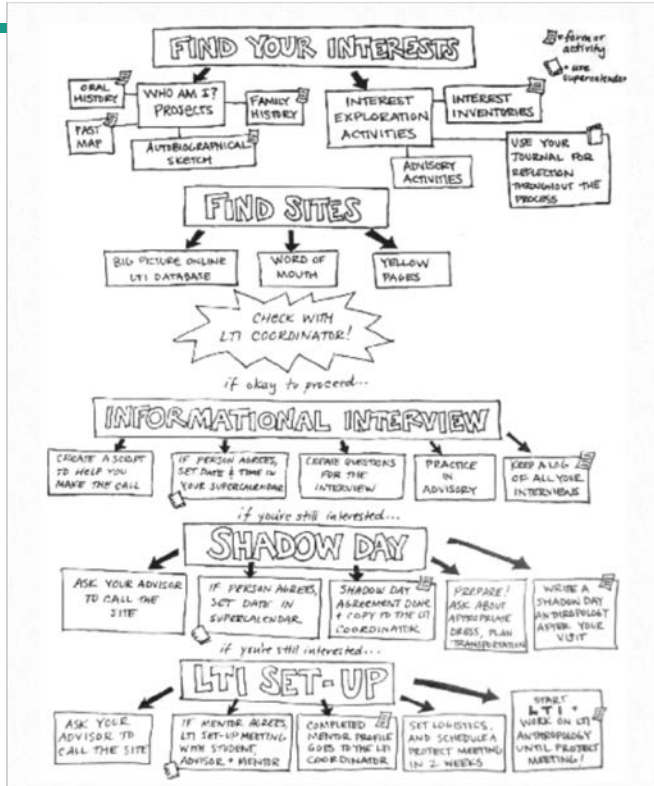 FIND YOUR INTERESTS
= form or
activity
= use
supercalendar
ORAL
HISTORY
WHO AM I?
PROJECTS
FAMILY
HISTORY
PAST
MAP
AUTOBIOGRAPHICAL
SKETCH
INTEREST
EXPLORATION
ACTIVITIES
INTEREST
INVENTORIES
ADVISORY
ACTIVITIES
USE YOUR
JOURNAL FOR
REFLECTION
THROUGHOUT THE
PROCESS
FIND SITES
BIG PICTURE ONLINE
LTI DATABASE
WORD OF
MOUTH
YELLOW
PAGES
CHECK WITH
LTI COORDINATOR!
if okay to proceed...
INFORMATIONAL INTERVIEW
CREATE A SCRIPT
TO HELP YOU
MAKE THE CALL
IF PERSON AGREES,
SET DATE & TIME IN
YOUR SUPERCALENDAR
CREATE QUESTIONS
FOR THE
INTERVIEW
PRACTICE
IN
ADVISORY
KEEP A LOG
OF ALL YOUR
INTERVIEWS
if you're still interested...
SHADOW DAY
ASK YOUR ADVISOR
TO CALL THE
SITE
IF PERSON AGREES,
SET DATE IN
SUPERCALENDAR
SHADOW DAY
AGREEMENT DONE
+ COPY TO THE LTI
COORDINATOR
PREPARE!
ASK ABOUT
APPROPRIATE
DRESS, PLAN
TRANSPORTATION
WRITE A
SHADOW DAY
ANTHROPOLOGY
AFTER YOUR
VISIT
if you're still interested...
LTI SET-UP
ASK YOUR
ADVISOR TO
CALL THE SITE
IF MENTOR AGREES,
LTI SET-UP MEETING
WITH STUDENT,
ADVISOR + MENTOR
COMPLETED
MENTOR PROFILE
GOES TO THE LTI
COORDINATOR
SET LOGISTICS,
AND SCHEDULE A
PROJECT MEETING
IN 2 WEEKS
START
LTI +
WORK ON LTI
ANTHROPOLOGY
UNTIL PROJECT
MEETING!